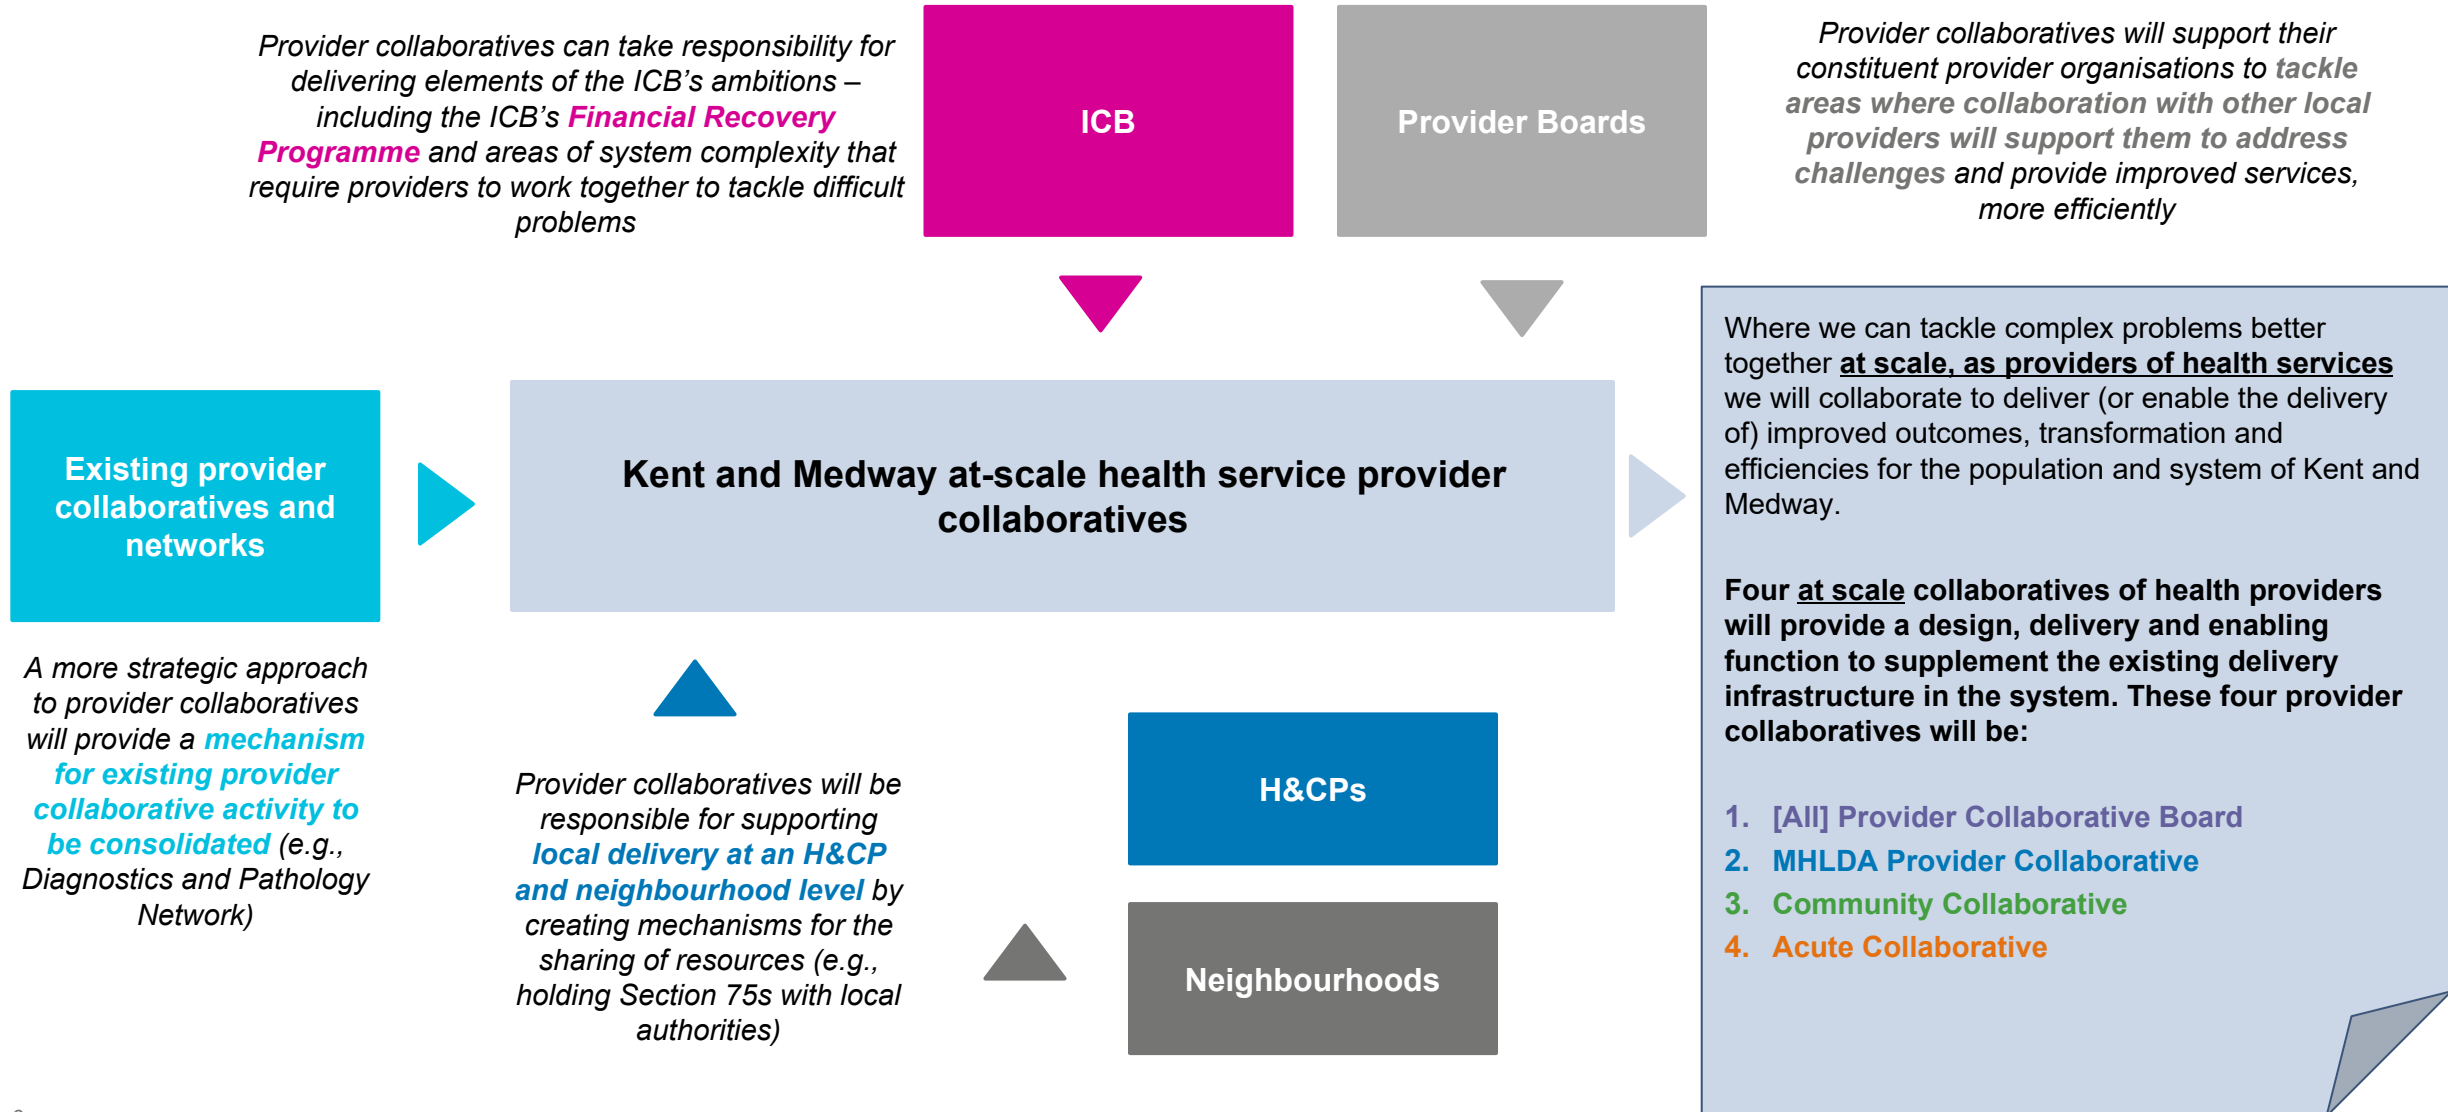 Provider collaboratives can take responsibility for
delivering elements of the ICB’s ambitions –
including the ICB’s Financial Recovery
Programme and areas of system complexity that
require providers to work together to tackle difficult
problems
ICB
Provider Boards
Provider collaboratives will support their
constituent provider organisations to tackle
areas where collaboration with other local
providers will support them to address
challenges and provide improved services,
more efficiently
Existing provider
collaboratives and
networks
Kent and Medway at-scale health service provider
collaboratives
A more strategic approach
to provider collaboratives
will provide a mechanism
for existing provider
collaborative activity to
be consolidated (e.g.,
Diagnostics and Pathology
Network)
Provider collaboratives will be
responsible for supporting
local delivery at an H&CP
and neighbourhood level by
creating mechanisms for the
sharing of resources (e.g.,
holding Section 75s with local
authorities)
H&CPs
Neighbourhoods
Where we can tackle complex problems better
together at scale, as providers of health services
we will collaborate to deliver (or enable the delivery
of) improved outcomes, transformation and
efficiencies for the population and system of Kent and
Medway.
Four at scale collaboratives of health providers
will provide a design, delivery and enabling
function to supplement the existing delivery
infrastructure in the system. These four provider
collaboratives will be:
1. [All] Provider Collaborative Board
2. MHLDA Provider Collaborative
3. Community Collaborative
4. Acute Collaborative